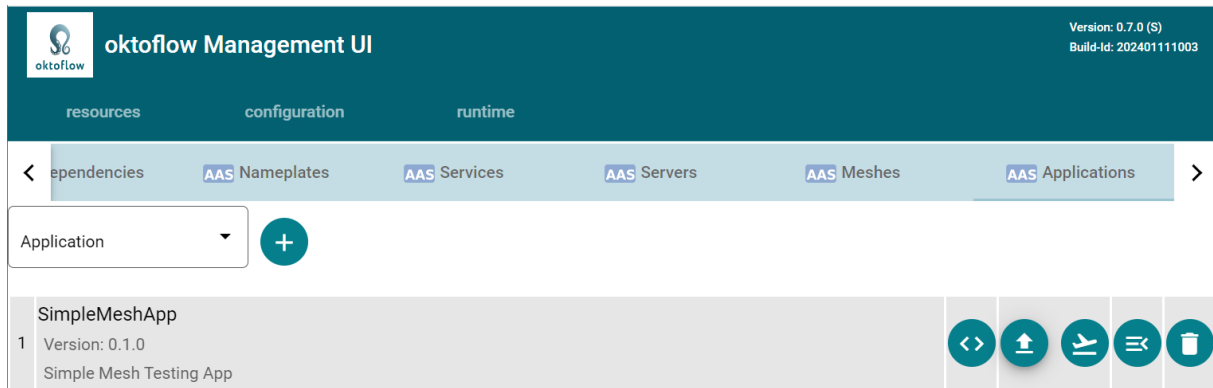 oktoflow
oktoflow Management UI
Version: 0.7.0 (S)
Build-Id: 202401111003
resources configuration runtime
ependencies AAS Nameplates AAS Services AAS Servers AAS Meshes AAS Applications
Application
SimpleMeshApp
1 Version: 0.1.0
Simple Mesh Testing App